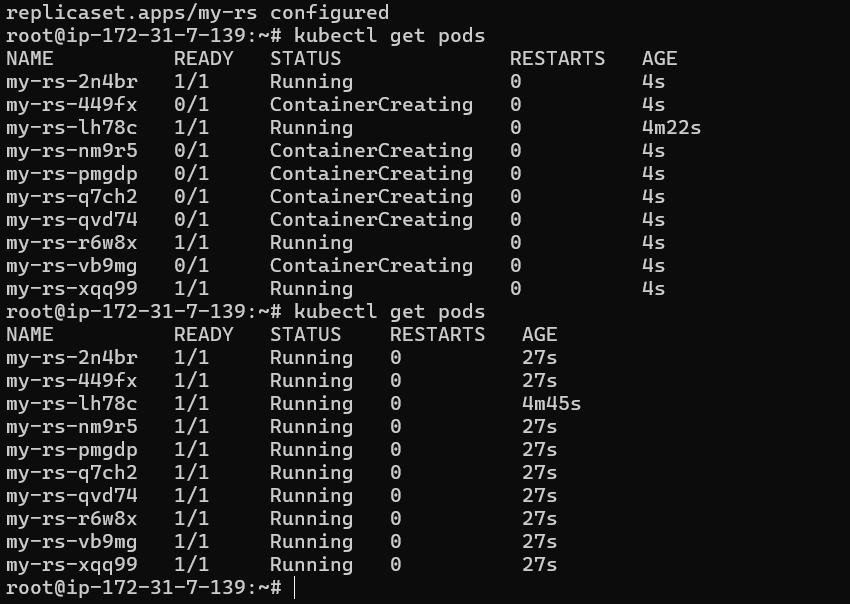 replicaset.apps/my-rs configured
root@ip-172-31-7-139:~# kubectl get pods
NAME          READY   STATUS              RESTARTS   AGE
my-rs-2n4br   1/1     Running             0          4s
my-rs-449fx   0/1     ContainerCreating   0          4s
my-rs-lh78c   1/1     Running             0          4m22s
my-rs-nm9r5   0/1     ContainerCreating   0          4s
my-rs-pmgdp   0/1     ContainerCreating   0          4s
my-rs-q7ch2   0/1     ContainerCreating   0          4s
my-rs-qvd74   0/1     ContainerCreating   0          4s
my-rs-r6w8x   1/1     Running             0          4s
my-rs-vb9mg   0/1     ContainerCreating   0          4s
my-rs-xqq99   1/1     Running             0          4s
root@ip-172-31-7-139:~# kubectl get pods
NAME          READY   STATUS    RESTARTS   AGE
my-rs-2n4br   1/1     Running   0          27s
my-rs-449fx   1/1     Running   0          27s
my-rs-lh78c   1/1     Running   0          4m45s
my-rs-nm9r5   1/1     Running   0          27s
my-rs-pmgdp   1/1     Running   0          27s
my-rs-q7ch2   1/1     Running   0          27s
my-rs-qvd74   1/1     Running   0          27s
my-rs-r6w8x   1/1     Running   0          27s
my-rs-vb9mg   1/1     Running   0          27s
my-rs-xqq99   1/1     Running   0          27s
root@ip-172-31-7-139:~#